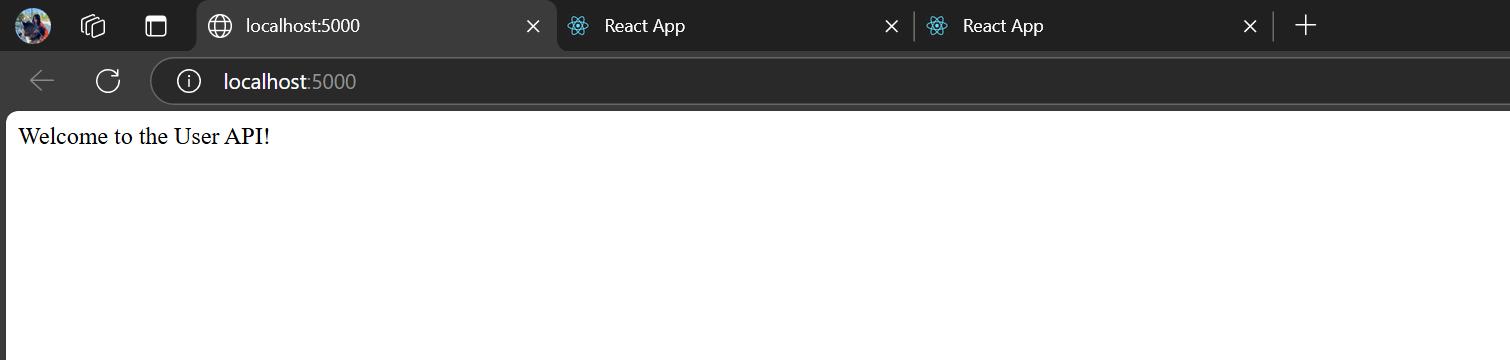 localhost:5000
React App
React App
localhost:5000
Welcome to the User API!